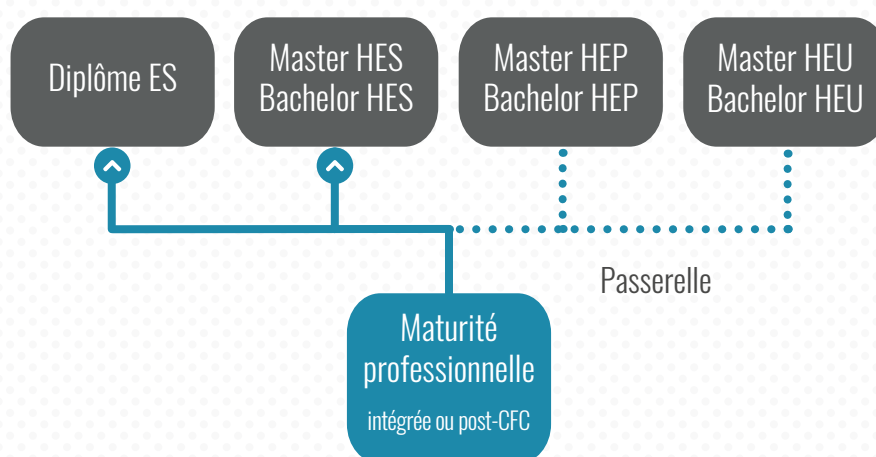 Diplôme ES
Master HES
Bachelor HES
Master HEP
Bachelor HEP
Master HEU
Bachelor HEU
Passerelle
Maturité
professionnelle
intégrée ou post-CFC